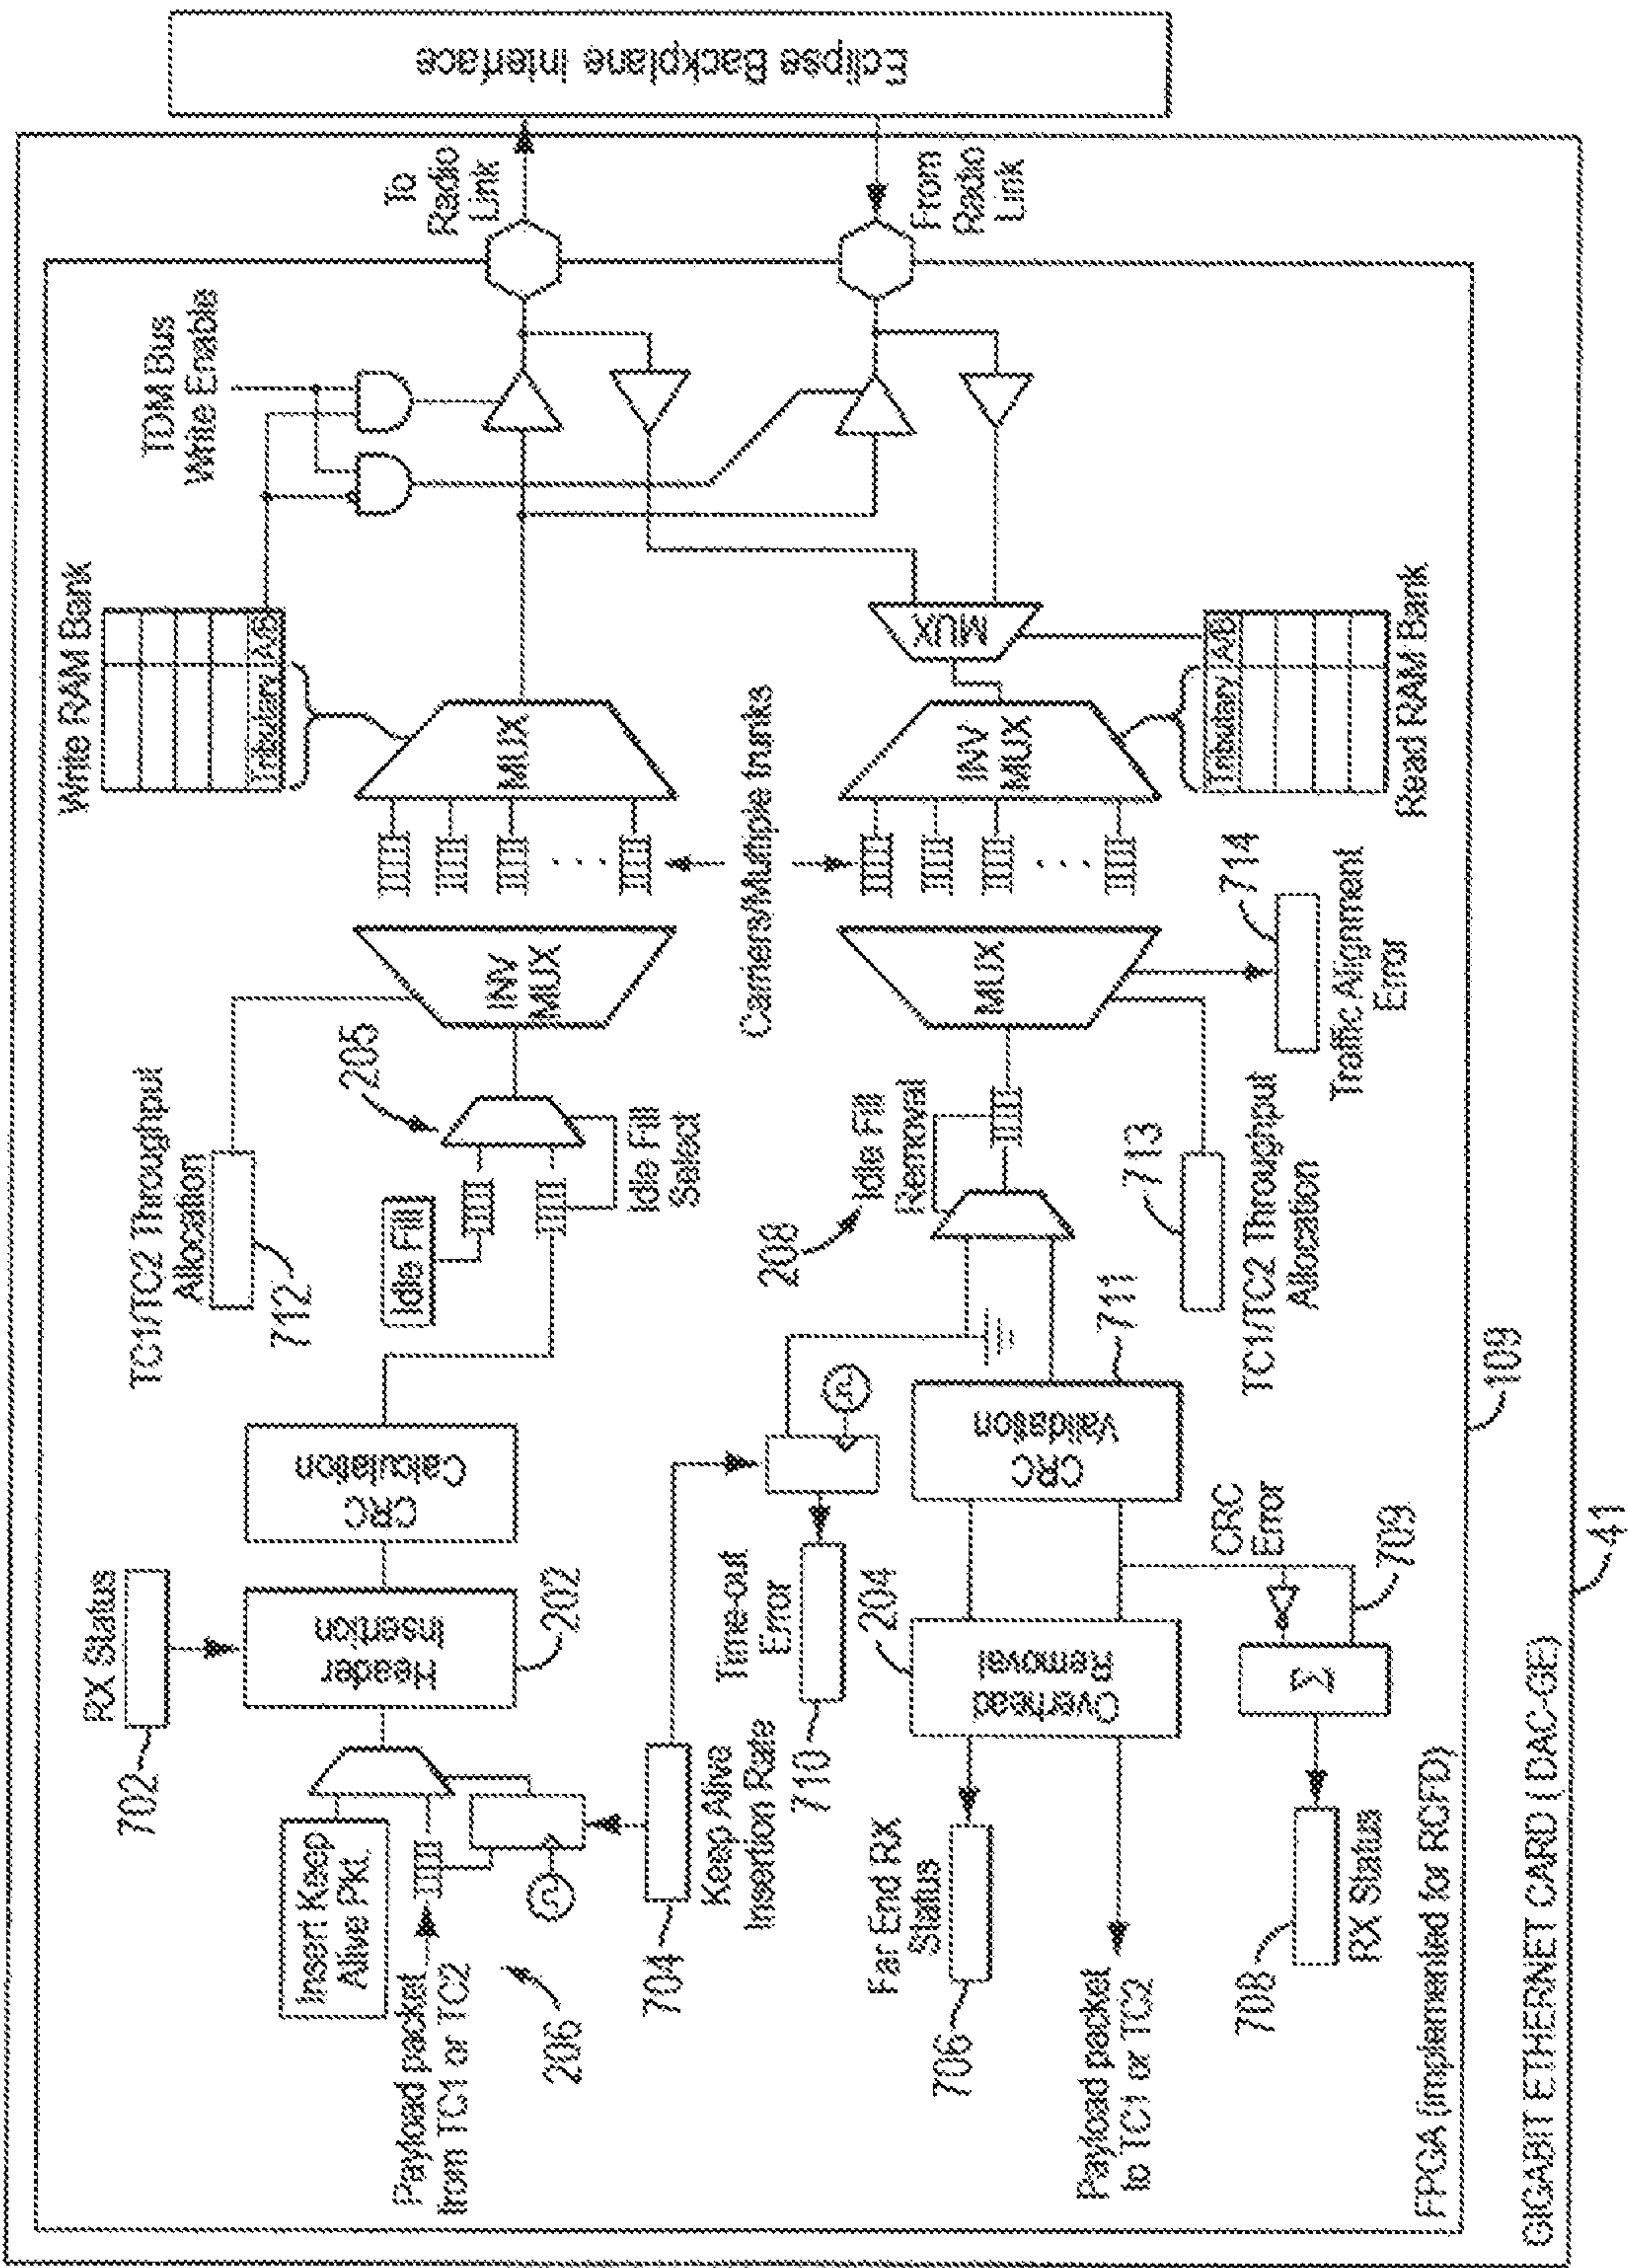 Eclipse Backplane Interface
To
Radio
Link
From
Radio
Link
TDM Bus
Write Enable
Write RAM Bank
Tributary A/b
MUX
MUX
INV
MUX
Tributary A/b
Read RAM Bank
Carriers/Multiple trunks
INV
MUX
MUX
714
Traffic Alignment
Error
TC1/TC2 Throughput
Allocation
712
205
Idle Fill
Idle Fill
Select
208
Idle Fill
Removal
713
TC1/TC2 Throughput
Allocation
711
CRC
Calculation
CRC
Validation
RX Status
702
Header
Insertion
202
Time-out
Error
710
204
Overhead
Removal
CRC
Error
709
Σ
Insert Keep
Alive Pkt.
Payload packet
from TC1 or TC2
206
704
Keep Alive
Insertion Rate
Far End RX
Status
706
Payload packet
to TC1 or TC2
708
RX Status
109
41
FPGA (implemented for RCFD)
GIGABIT ETHERNET CARD ( DAC-GE)